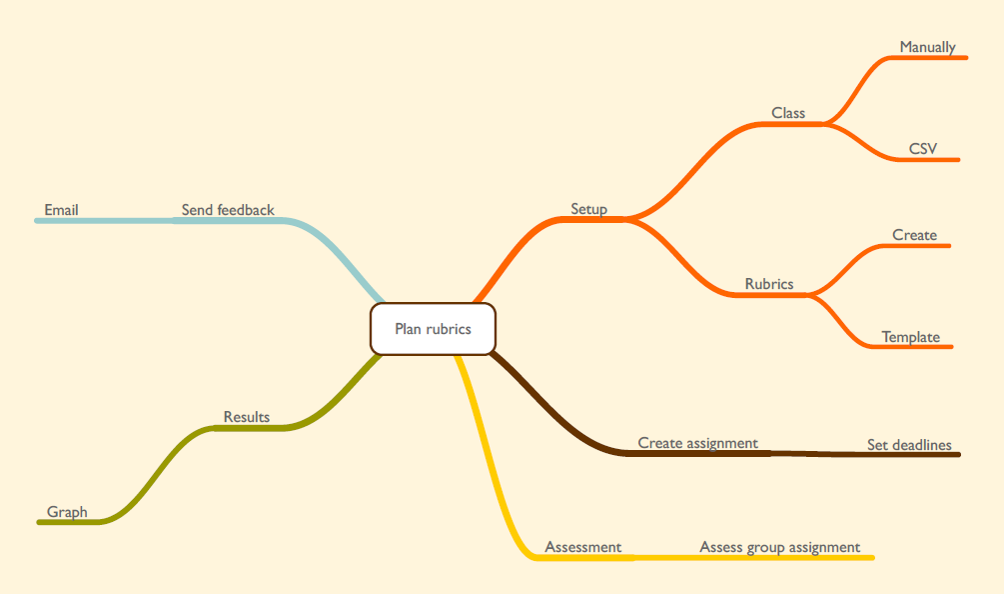 Plan rubrics
Setup
Class
Manually
CSV
Rubrics
Create
Template
Create assignment
Set deadlines
Assessment
Assess group assignment
Results
Graph
Send feedback
Email